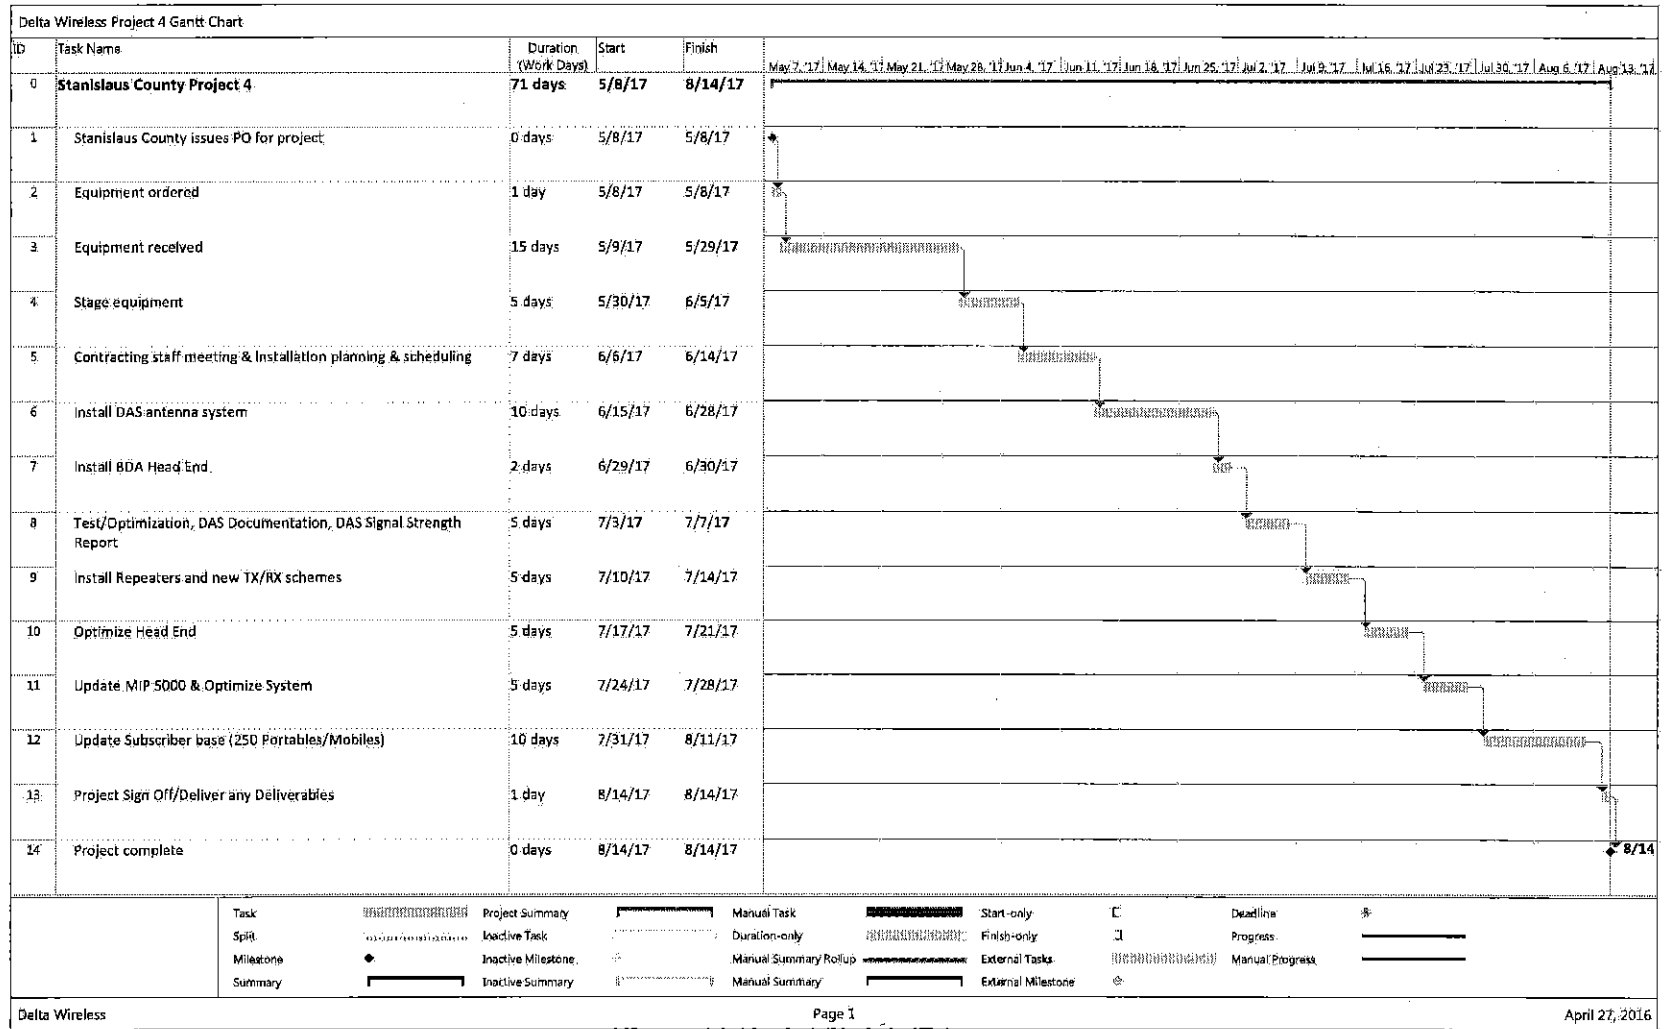 Delta Wireless Project 4 Gantt Chart
ID Task Name Duration Start Finish
(Work Days)
May 7, '17 May 14, '17 May 21, '17 May 28, '17 Jun 4, '17 Jun 11, '17 Jun 18, '17 Jun 25, '17 Jul 2, '17 Jul 9, '17 Jul 16, '17 Jul 23, '17 Jul 30, '17 Aug 6, '17 Aug 13, '17
0 Stanislaus County Project 4 71 days 5/8/17 8/14/17
1 Stanislaus County issues PO for project 0 days 5/8/17 5/8/17
2 Equipment ordered 1 day 5/8/17 5/8/17
3 Equipment received 15 days 5/9/17 5/29/17
4 Stage equipment 5 days 5/30/17 6/5/17
5 Contracting staff meeting & Installation planning & scheduling 7 days 6/6/17 6/14/17
6 Install DAS antenna system 10 days 6/15/17 6/28/17
7 Install BDA Head End 2 days 6/29/17 6/30/17
8 Test/Optimization, DAS Documentation, DAS Signal Strength 5 days 7/3/17 7/7/17
Report
9 Install Repeaters and new TX/RX schemes 5 days 7/10/17 7/14/17
10 Optimize Head End 5 days 7/17/17 7/21/17
11 Update MIP 5000 & Optimize System 5 days 7/24/17 7/28/17
12 Update Subscriber base (250 Portables/Mobiles) 10 days 7/31/17 8/11/17
13 Project Sign Off/Deliver any Deliverables 1 day 8/14/17 8/14/17
14 Project complete 0 days 8/14/17 8/14/17 8/14
Task Project Summary Manual Task Start-only Deadline
Split Inactive Task Duration-only Finish-only Progress
Milestone Inactive Milestone Manual Summary Rollup External Tasks Manual Progress
Summary Inactive Summary Manual Summary External Milestone
Delta Wireless Page 1 April 27, 2016